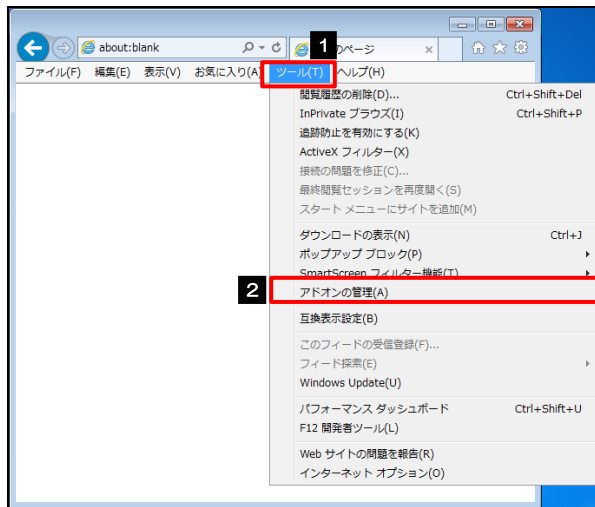 1
about:blank
のページ
ファイル(F) 編集(E) 表示(V) お気に入り(A) ツール(T) ヘルプ(H)
閲覧履歴の削除(D)... Ctrl+Shift+Del
InPrivate ブラウズ(I) Ctrl+Shift+P
追跡防止を有効にする(K)
ActiveX フィルター(X)
接続の問題を修正(C)...
最終閲覧セッションを再度開く(S)
スタート メニューにサイトを追加(M)
ダウンロードの表示(N) Ctrl+J
ポップアップ ブロック(P)
SmartScreen フィルター機能(T)
2
アドオンの管理(A)
互換表示設定(B)
このフィードの受信登録(F)...
フィード探索(E)
Windows Update(U)
パフォーマンス ダッシュボード Ctrl+Shift+U
F12 開発者ツール(L)
Web サイトの問題を報告(R)
インターネット オプション(O)